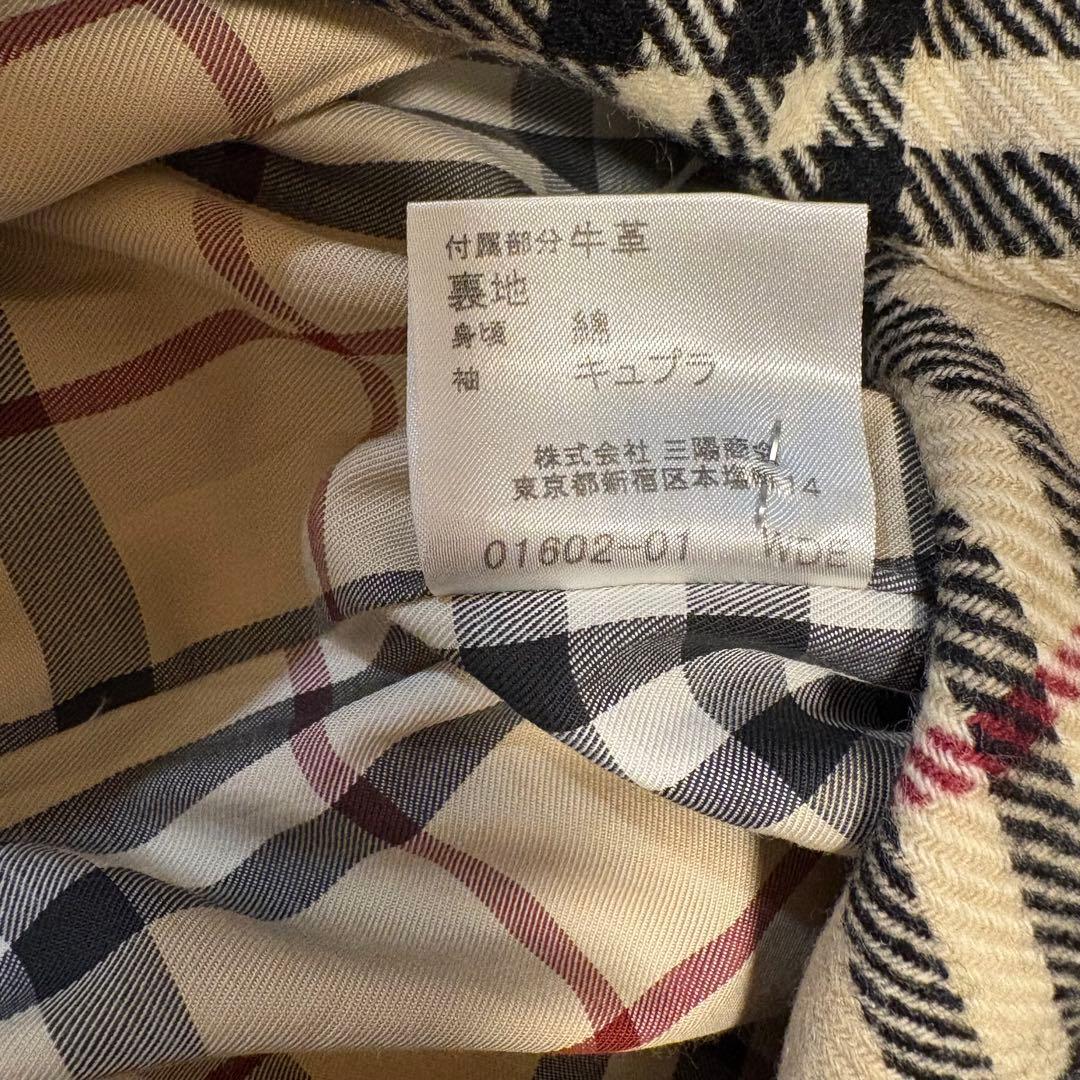 付属部分 牛革
裏地
身頃 綿
袖 キュプラ
株式会社 三陽商会
東京都新宿区本塩町14
01602-01 WDE